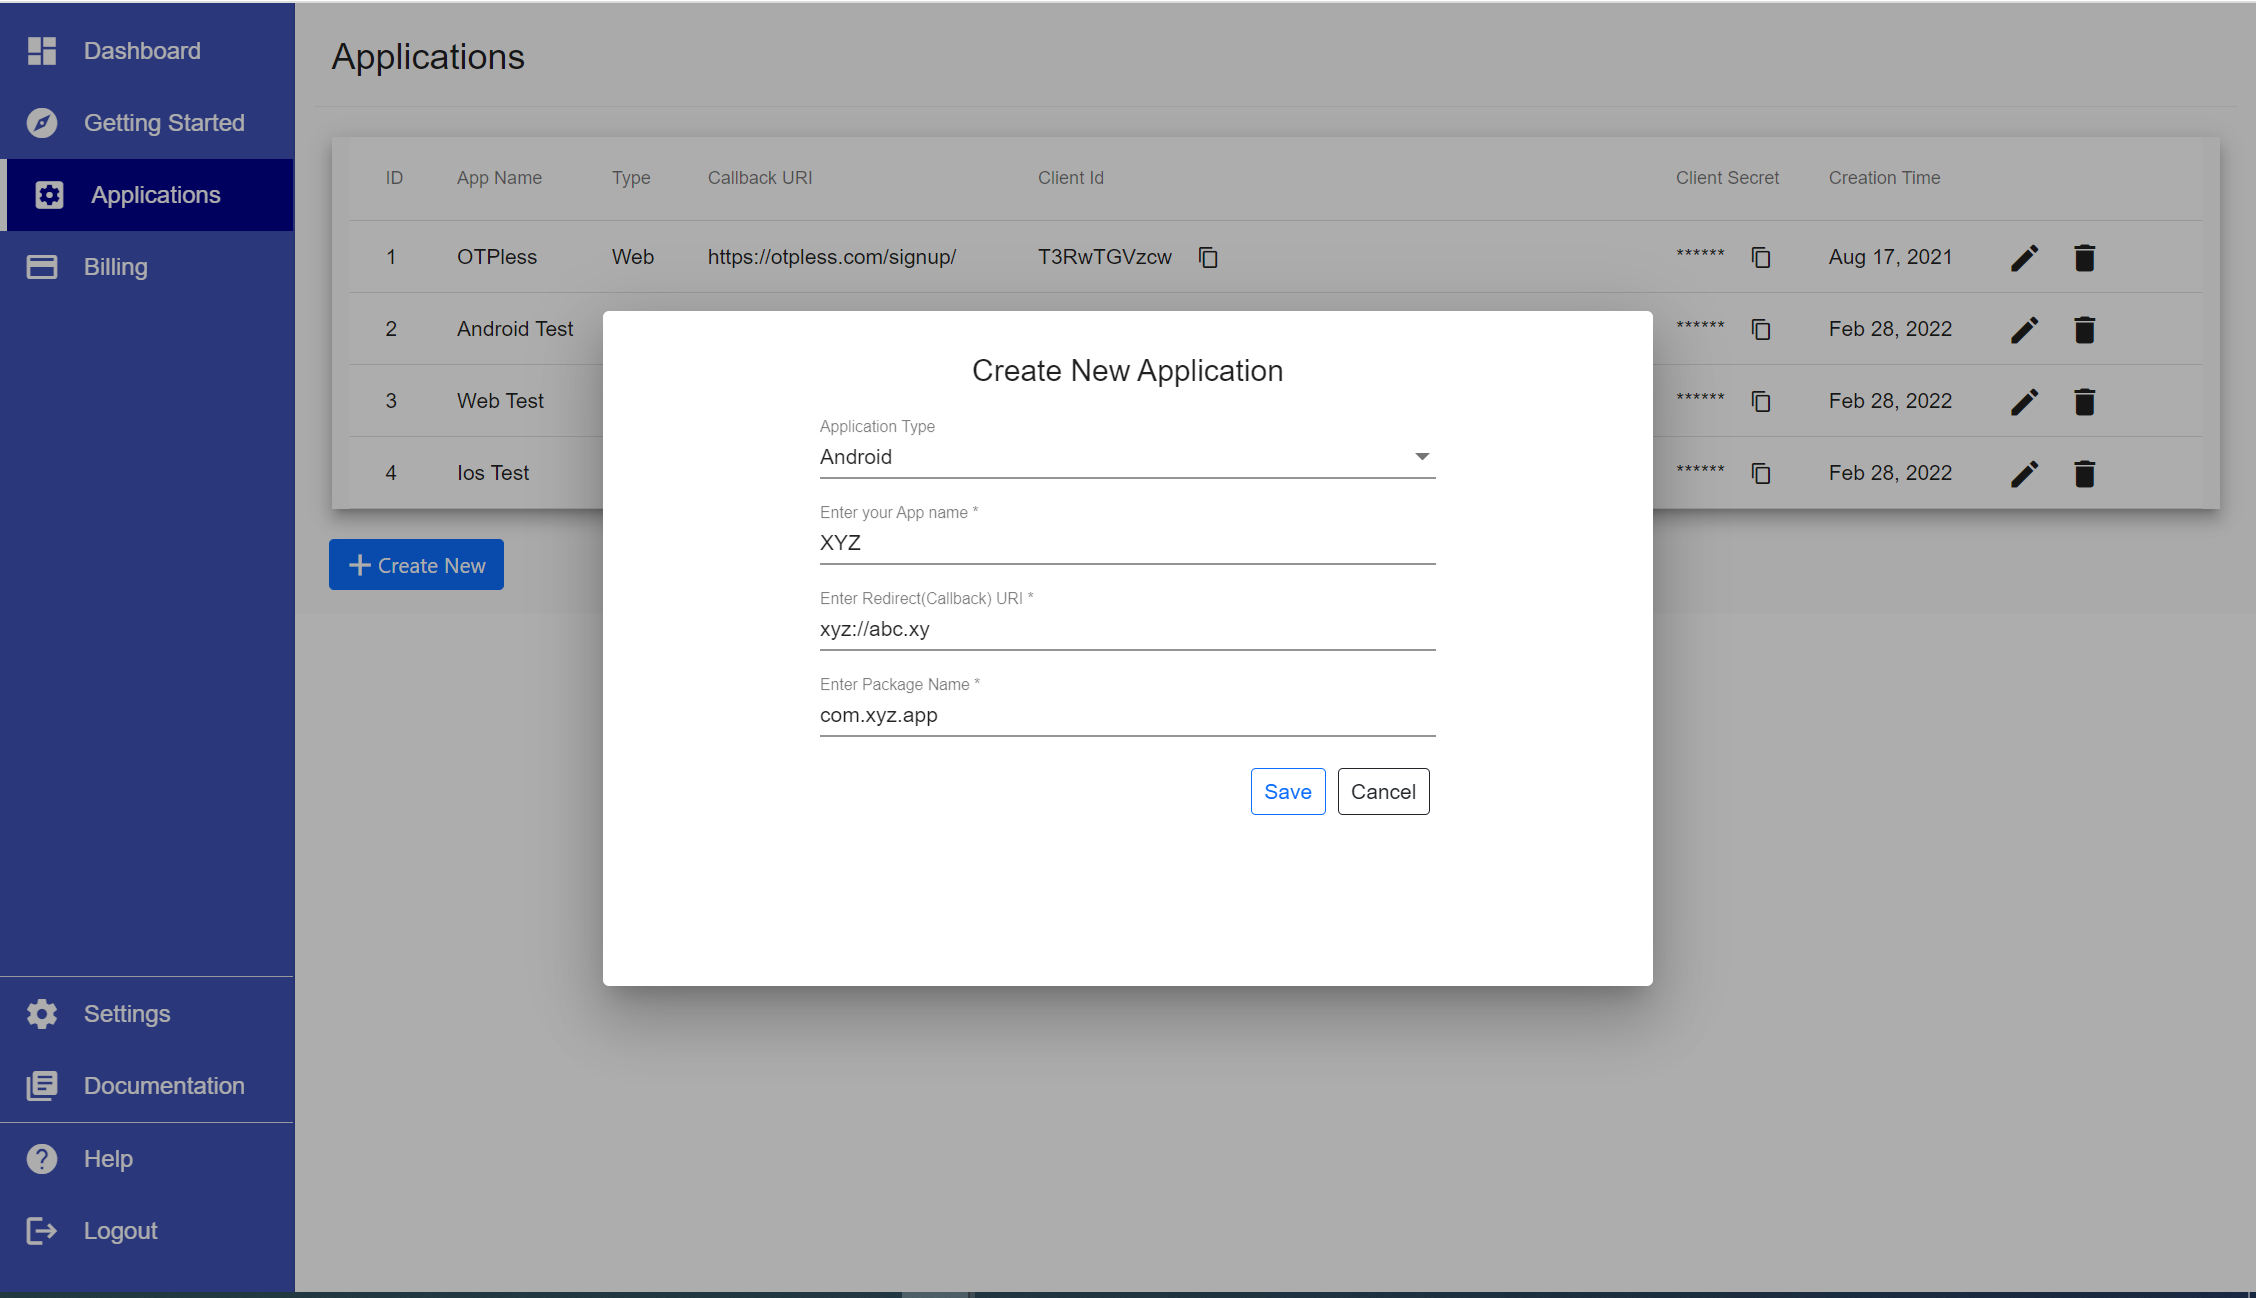 Dashboard
Getting Started
Applications
Billing
Settings
Documentation
Help
Logout
Applications
ID App Name Type Callback URI Client Id Client Secret Creation Time
1 OTPless Web https://otpless.com/signup/ T3RwTGVzcw ****** Aug 17, 2021
2 Android Test ****** Feb 28, 2022
3 Web Test ****** Feb 28, 2022
4 Ios Test ****** Feb 28, 2022
+ Create New
Create New Application
Application Type
Android
Enter your App name *
XYZ
Enter Redirect(Callback) URI *
xyz://abc.xy
Enter Package Name *
com.xyz.app
Save Cancel